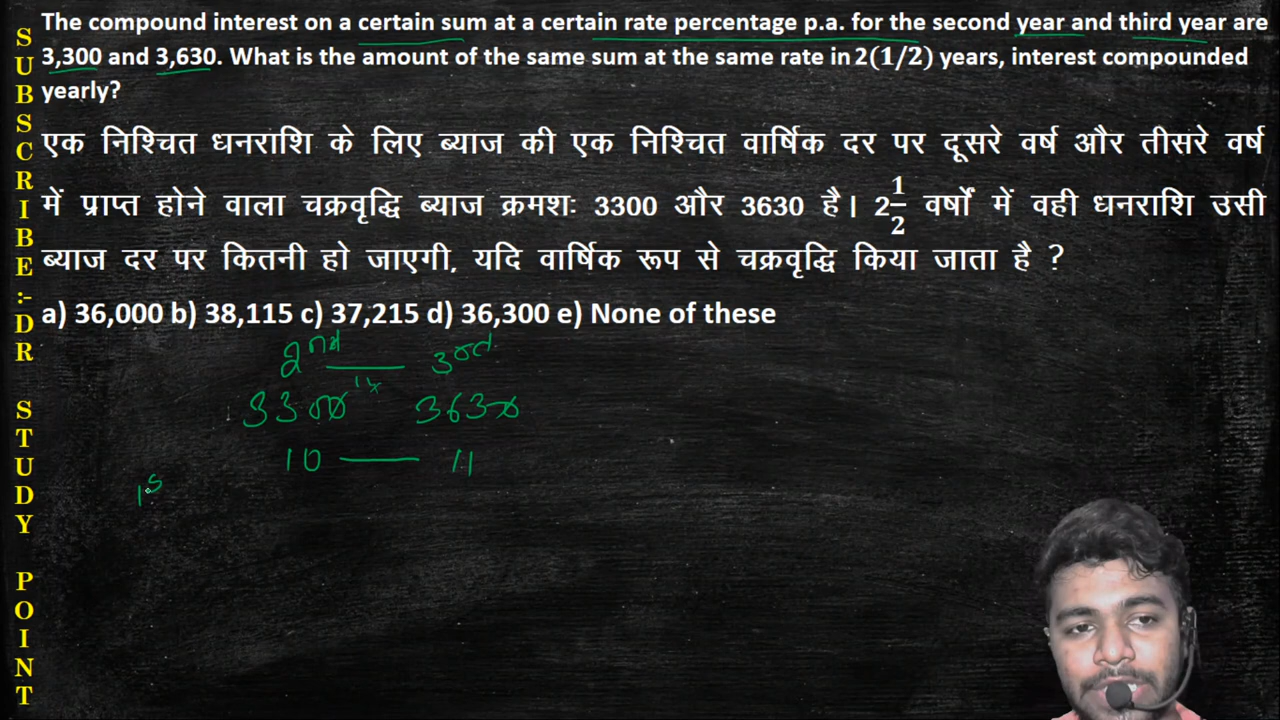 The compound interest on a certain sum at a certain rate percentage p.a. for the second year and third year are
3,300 and 3,630. What is the amount of the same sum at the same rate in 2(1/2) years, interest compounded
yearly?
एक निश्चित धनराशि के लिए ब्याज की एक निश्चित वार्षिक दर पर दूसरे वर्ष और तीसरे वर्ष
में प्राप्त होने वाला चक्रवृद्धि ब्याज क्रमशः 3300 और 3630 है। 2 1/2 वर्षों में वही धनराशि उसी
ब्याज दर पर कितनी हो जाएगी, यदि वार्षिक रूप से चक्रवृद्धि किया जाता है ?
a) 36,000 b) 38,115 c) 37,215 d) 36,300 e) None of these
2nd 3rd
3300 3630
10 11
1s
SUBSCRIBE:-DR STUDY POINT